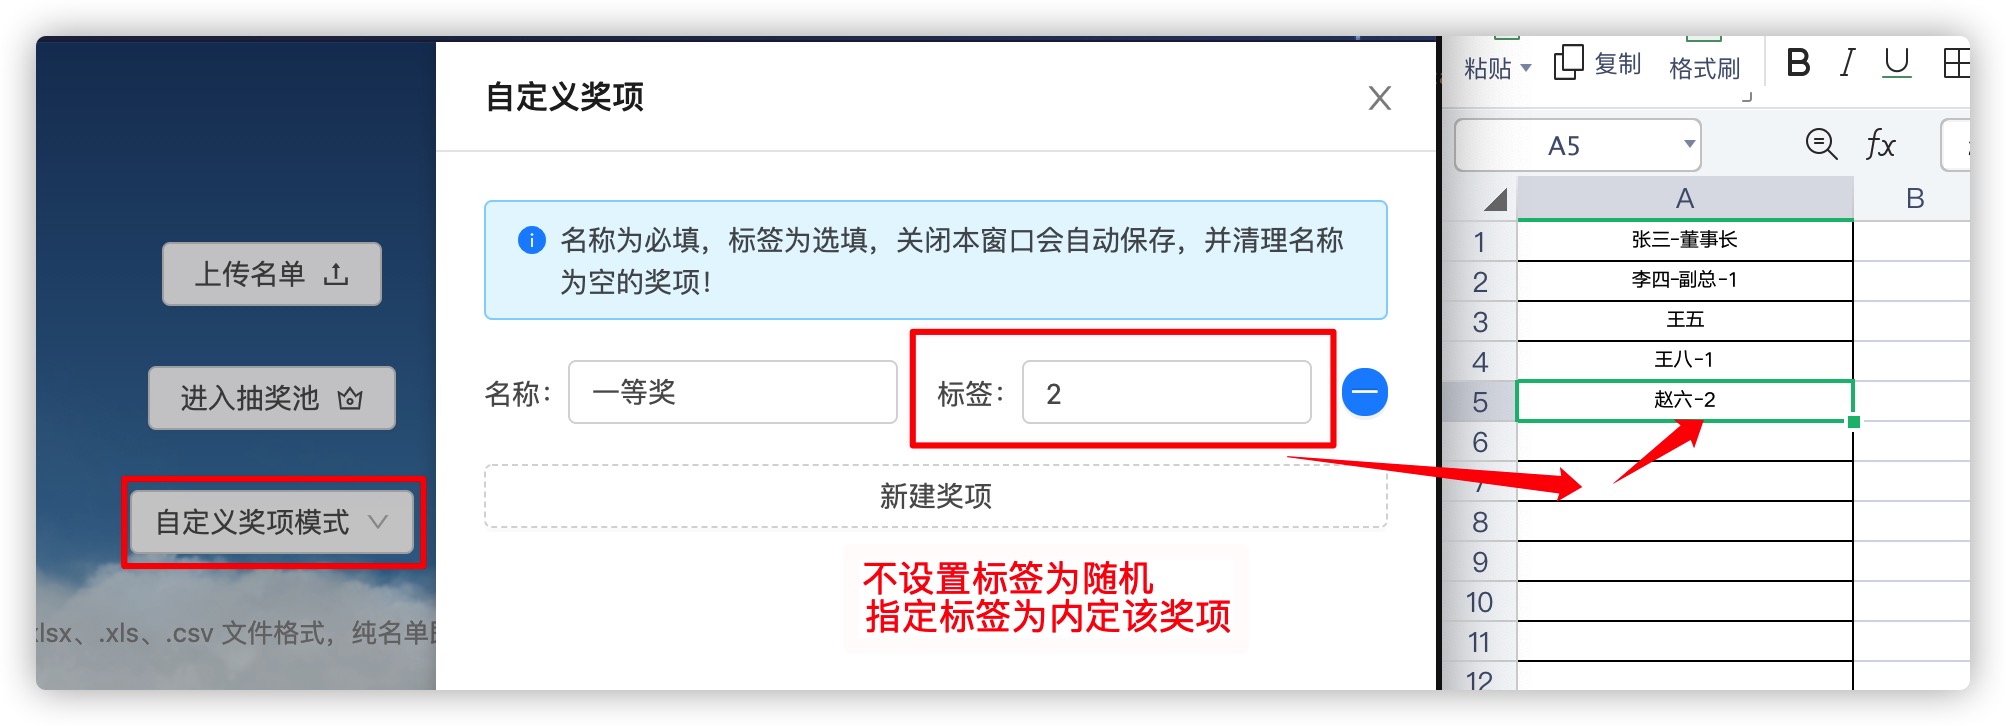 上传名单
进入抽奖池
自定义奖项模式
.xls、.csv 文件格式，纯名单
自定义奖项
X
名称为必填，标签为选填，关闭本窗口会自动保存，并清理名称
为空的奖项！
名称：
一等奖
标签：
2
新建奖项
不设置标签为随机
指定标签为内定该奖项
粘贴
复制
格式刷
B
I
U
A5
fx
A
B
1
张三-董事长
2
李四-副总-1
3
王五
4
王八-1
5
赵六-2
6
7
8
9
10
11
12